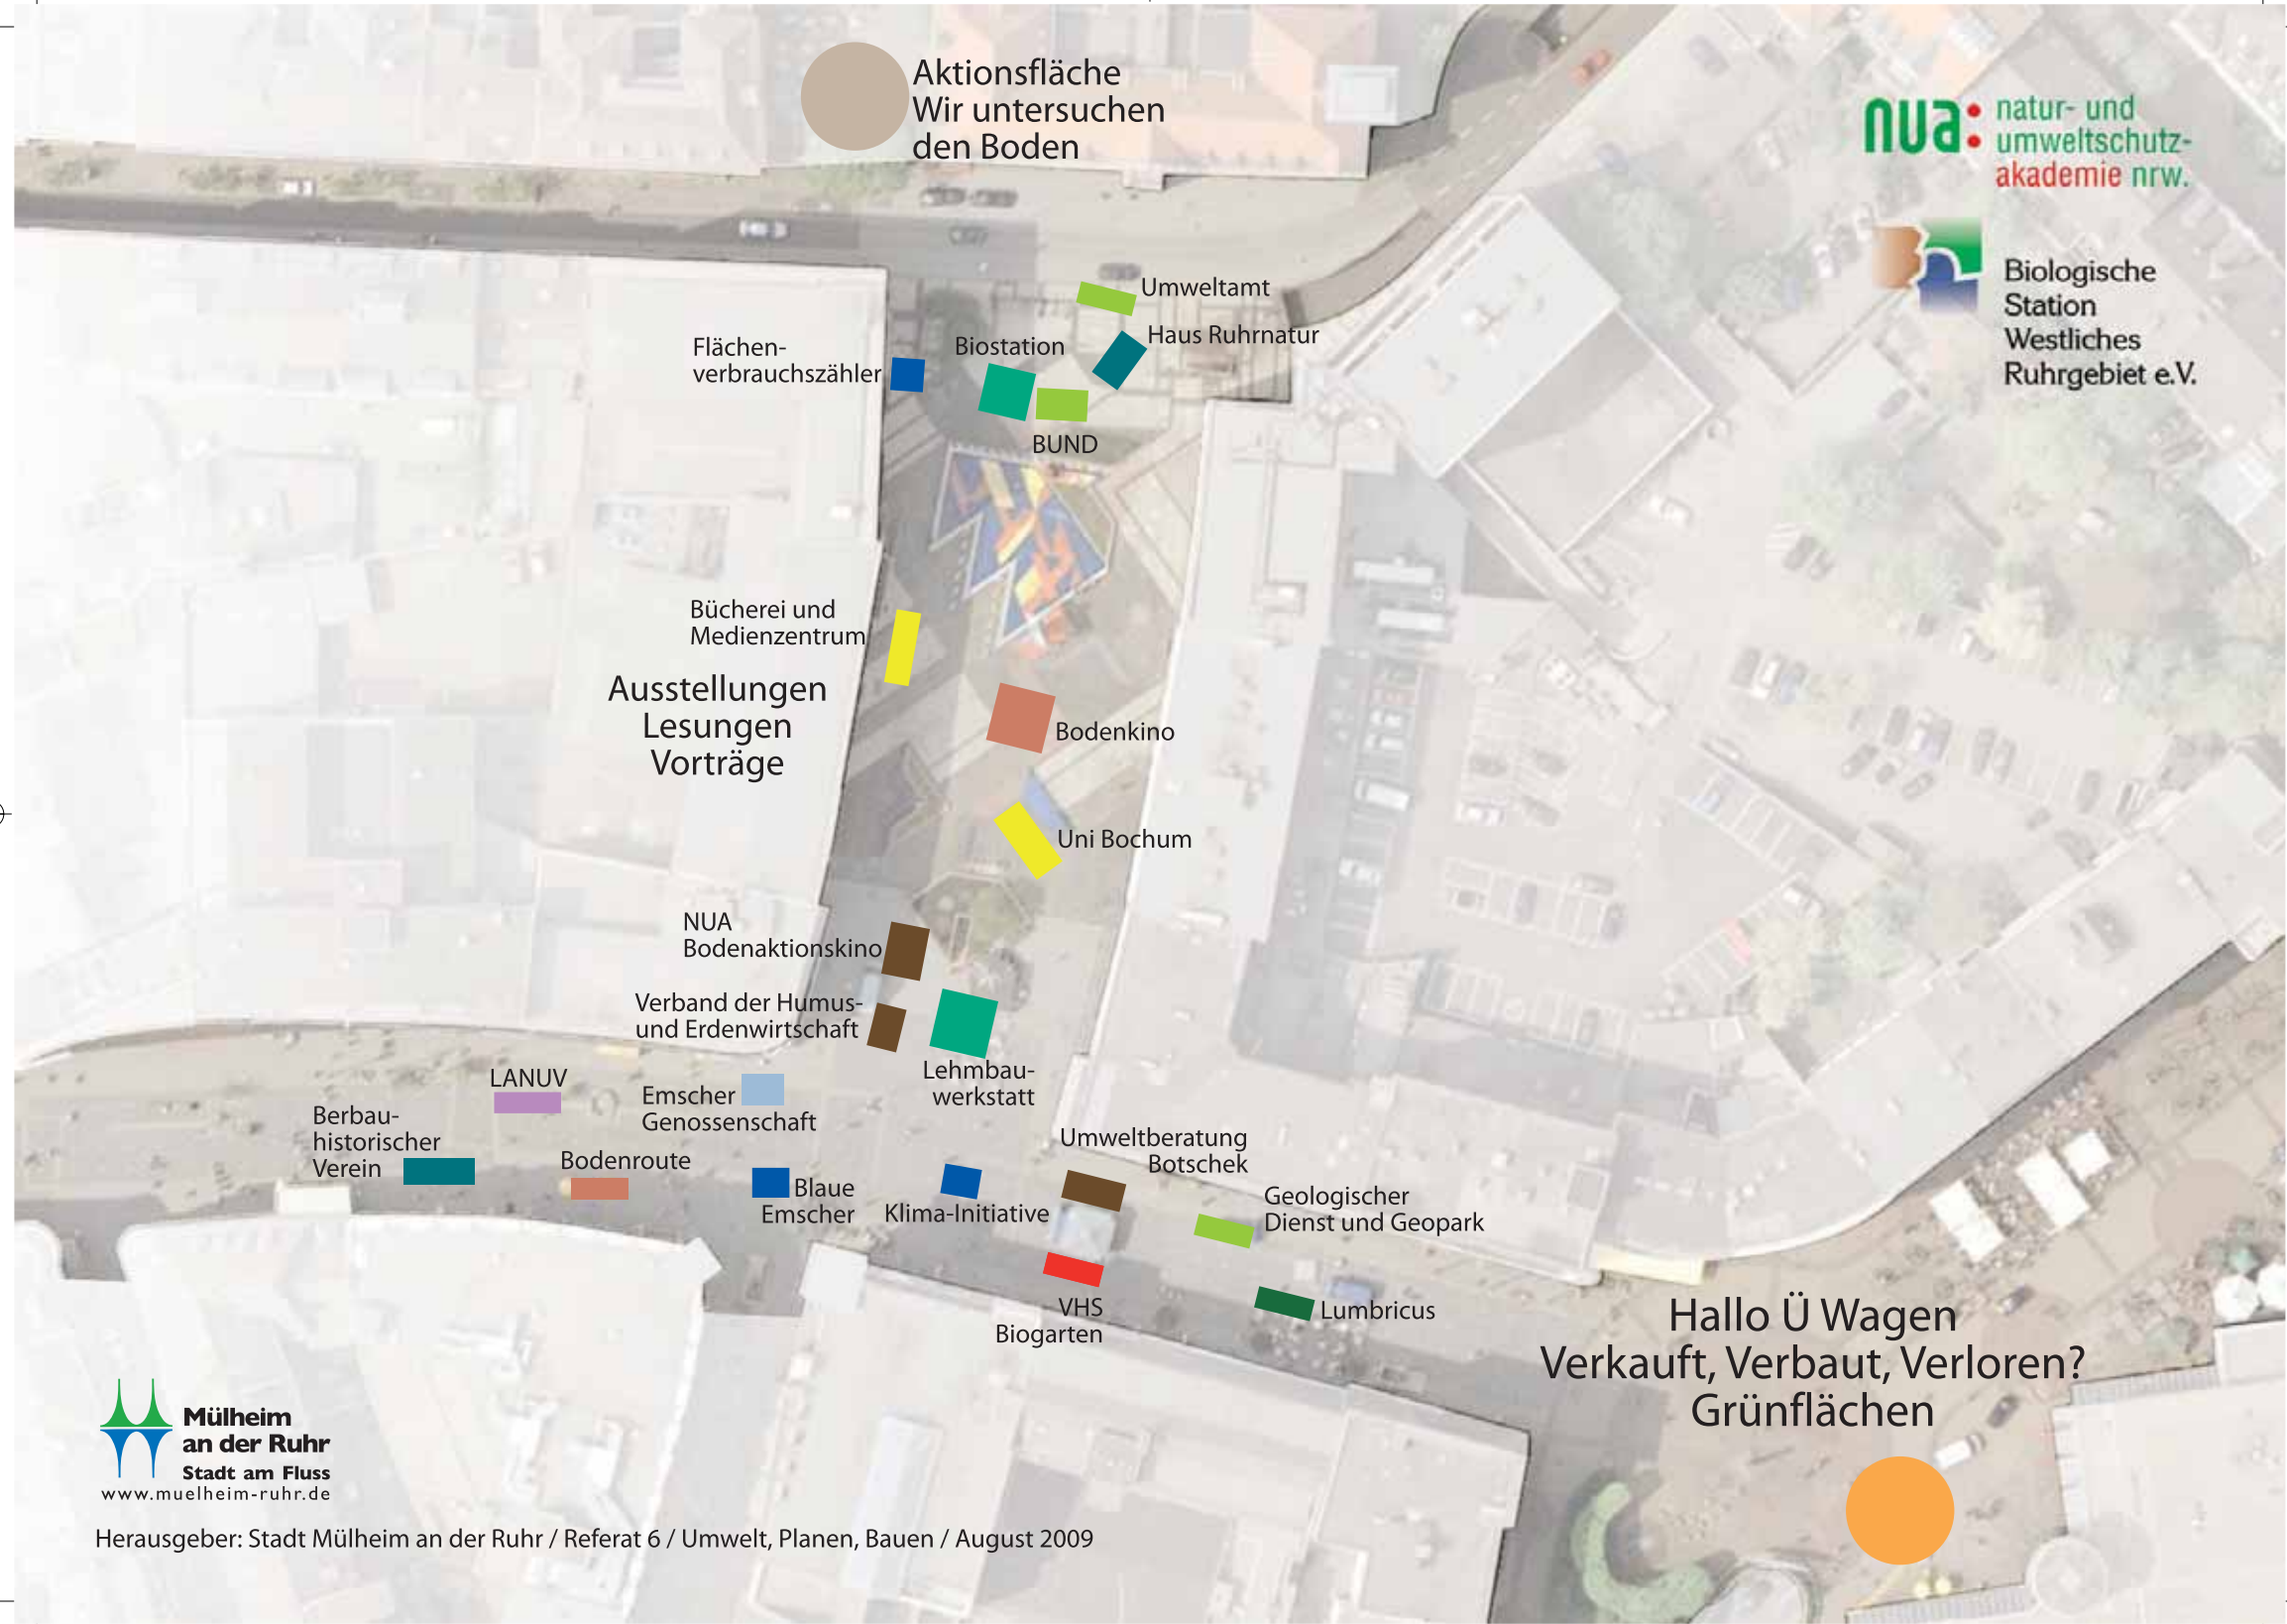 Aktionsfläche
Wir untersuchen
den Boden
nua:
natur- und
umweltschutz-
akademie nrw.
Biologische
Station
Westliches
Ruhrgebiet e.V.
Umweltamt
Haus Ruhrnatur
Flächen-
verbrauchszähler
Biostation
BUND
Bücherei und
Medienzentrum
Ausstellungen
Lesungen
Vorträge
Bodenkino
Uni Bochum
NUA
Bodenaktionskino
Verband der Humus-
und Erdenwirtschaft
Lehmbau-
werkstatt
LANUV
Emscher
Genossenschaft
Berbau-
historischer
Verein
Bodenroute
Blaue
Emscher
Klima-Initiative
Umweltberatung
Botschek
Geologischer
Dienst und Geopark
VHS
Biogarten
Lumbricus
Hallo Ü Wagen
Verkauft, Verbaut, Verloren?
Grünflächen
Mülheim
an der Ruhr
Stadt am Fluss
www.muelheim-ruhr.de
Herausgeber: Stadt Mülheim an der Ruhr / Referat 6 / Umwelt, Planen, Bauen / August 2009